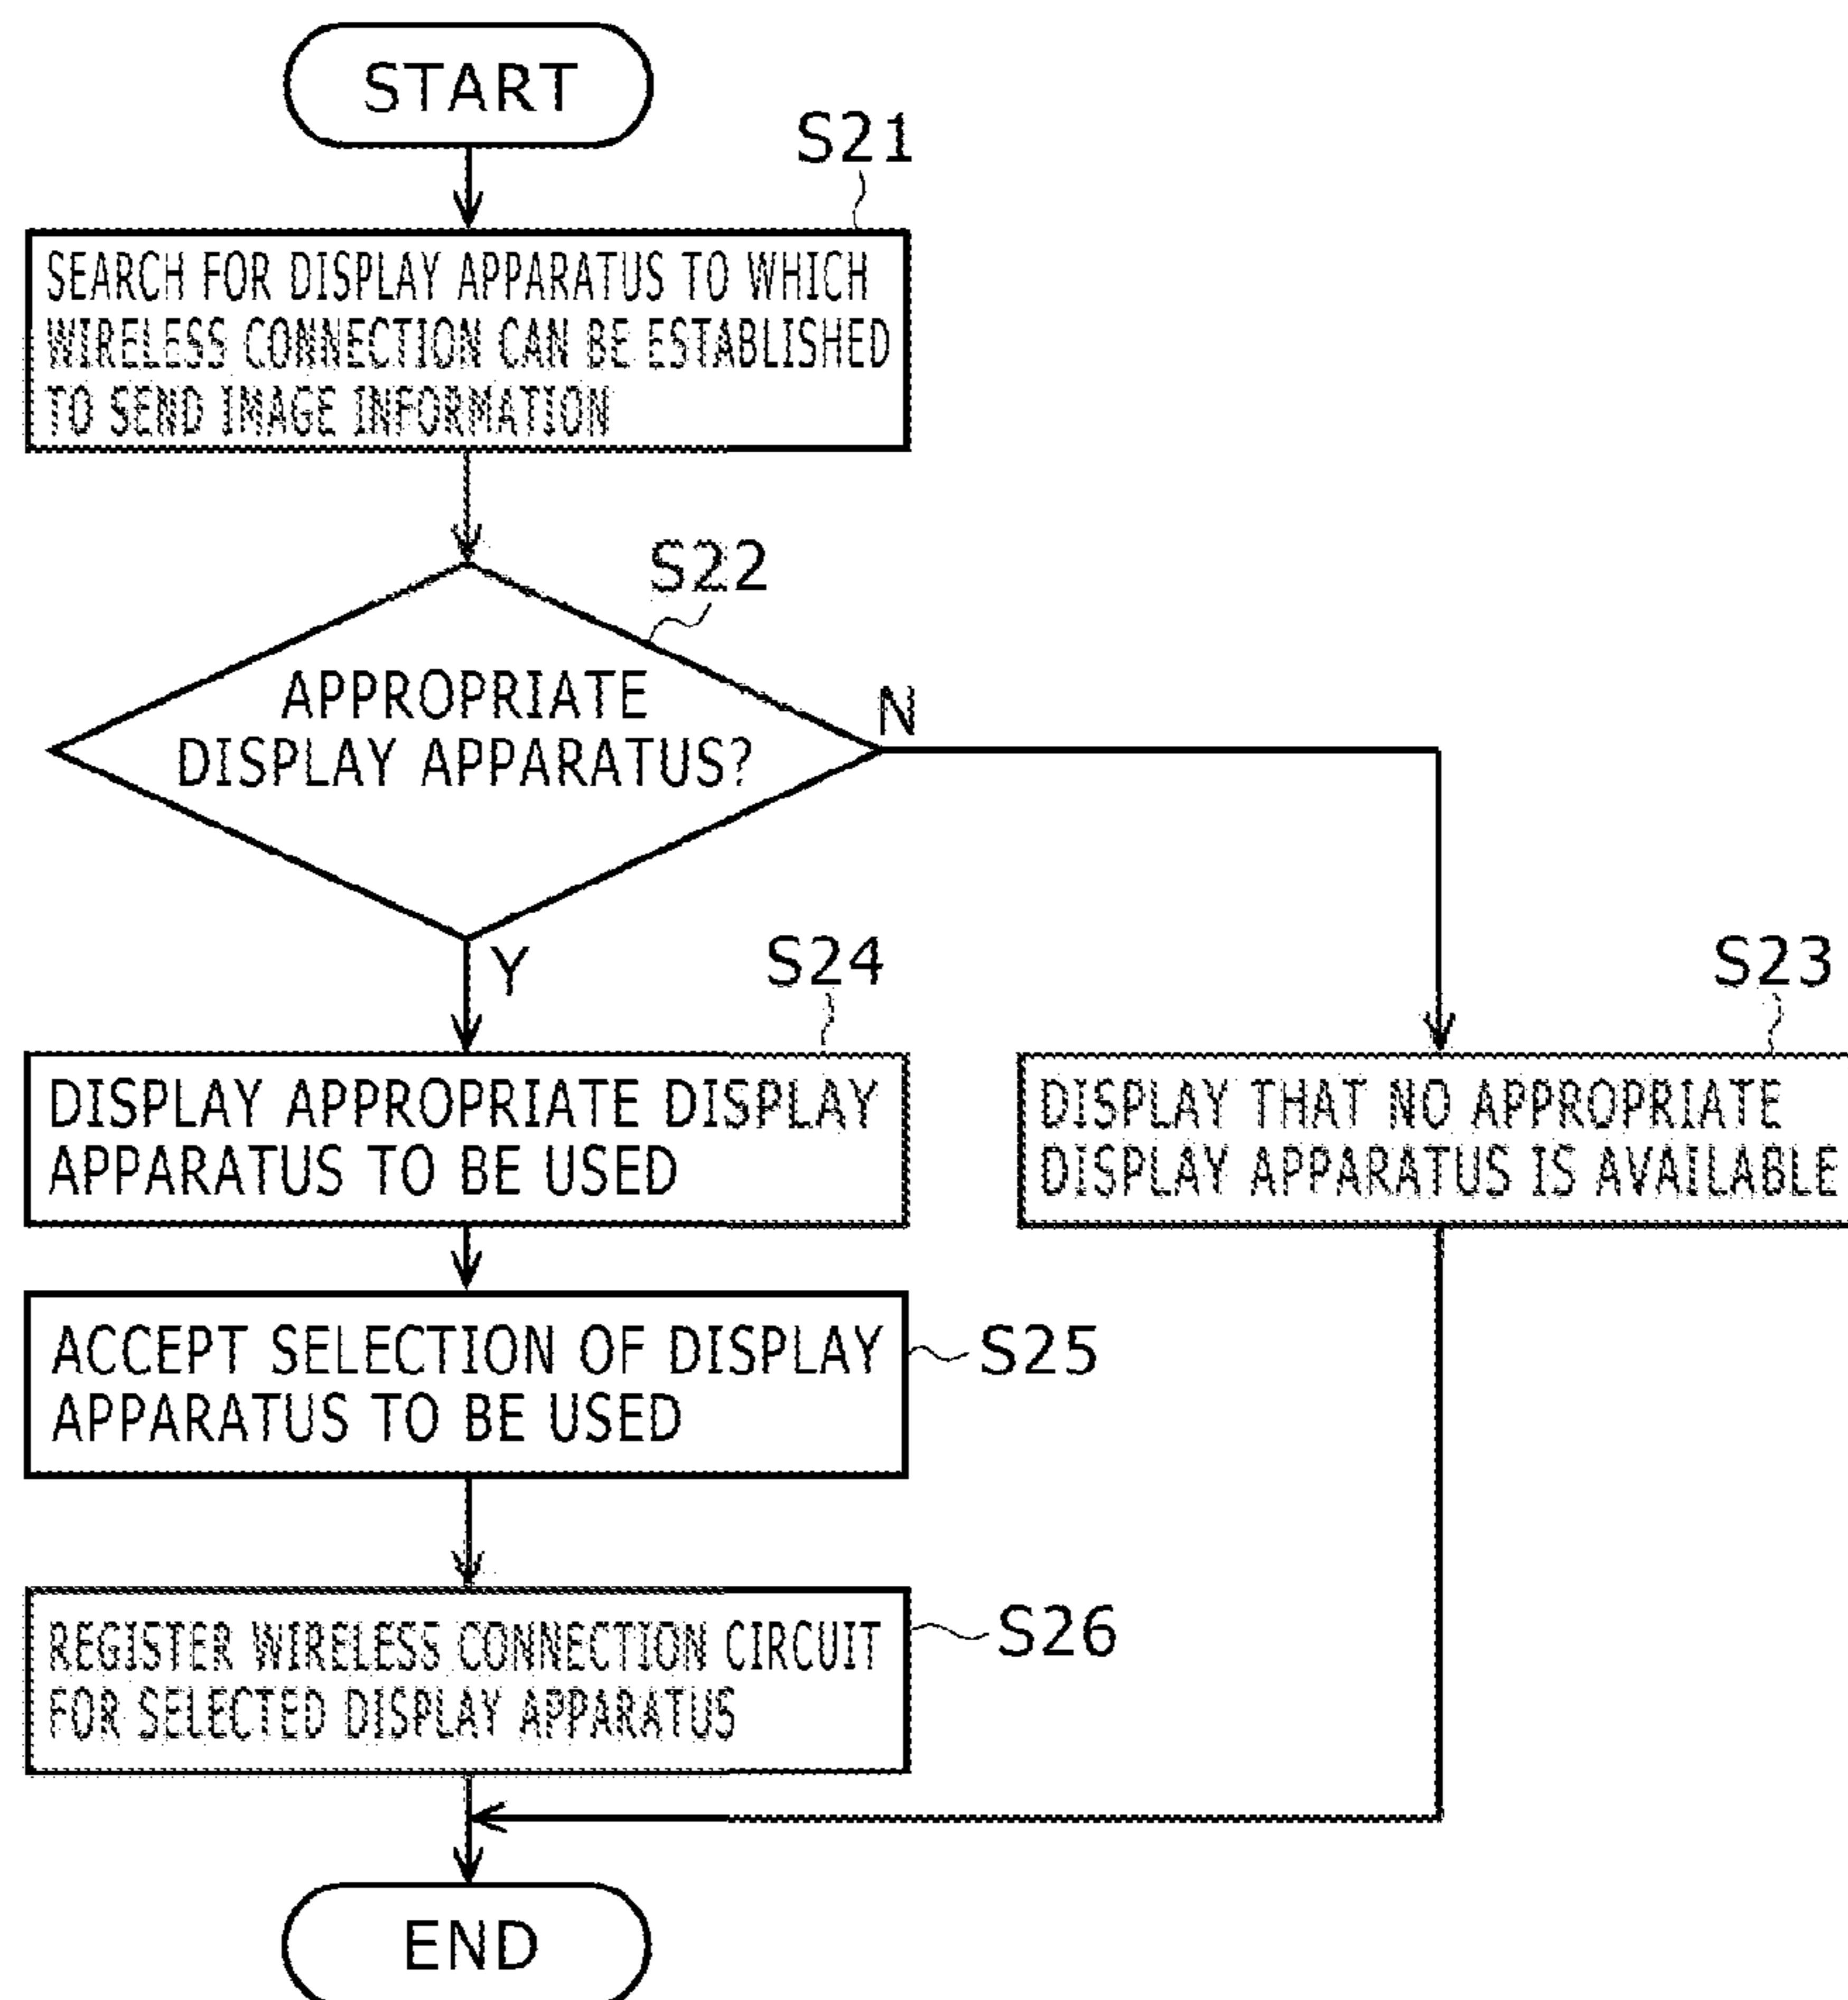 START
S21
SEARCH FOR DISPLAY APPARATUS TO WHICH
WIRELESS CONNECTION CAN BE ESTABLISHED
TO SEND IMAGE INFORMATION
S22
APPROPRIATE
DISPLAY APPARATUS?
N
Y
S24
DISPLAY APPROPRIATE DISPLAY
APPARATUS TO BE USED
S23
DISPLAY THAT NO APPROPRIATE
DISPLAY APPARATUS IS AVAILABLE
ACCEPT SELECTION OF DISPLAY
APPARATUS TO BE USED
S25
REGISTER WIRELESS CONNECTION CIRCUIT
FOR SELECTED DISPLAY APPARATUS
S26
END